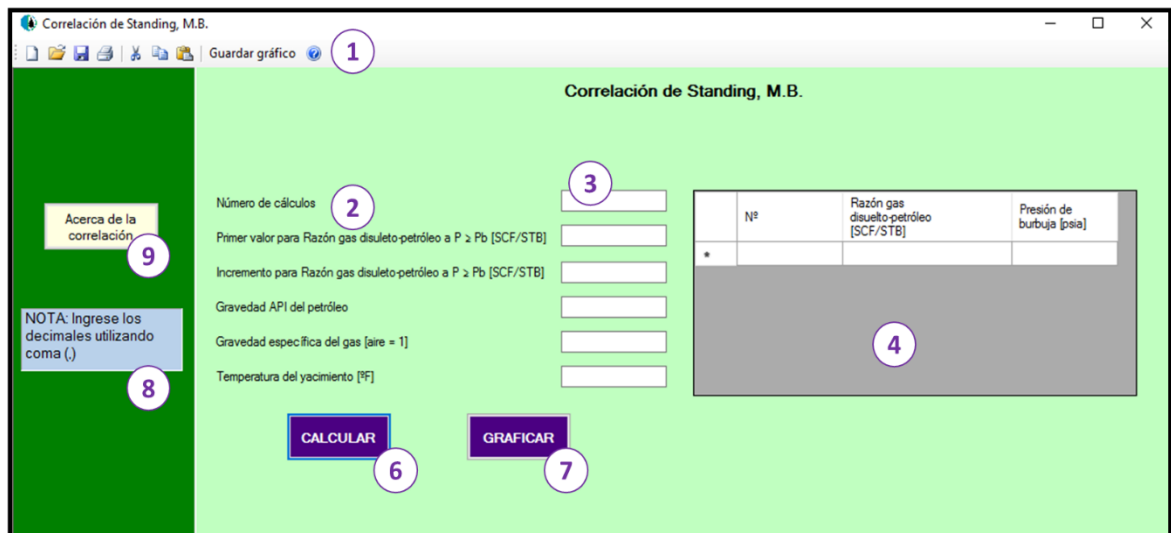 Correlación de Standing, M.B.
Guardar gráfico
1
Correlación de Standing, M.B.
Acerca de la
correlación
9
NOTA: Ingrese los
decimales utilizando
coma (,)
8
Número de cálculos
2
3
Primer valor para Razón gas disuleto-petróleo a P ≥ Pb [SCF/STB]
Incremento para Razón gas disuleto-petróleo a P ≥ Pb [SCF/STB]
Gravedad API del petróleo
Gravedad específica del gas [aire = 1]
Temperatura del yacimiento [ºF]
CALCULAR
6
GRAFICAR
7
Nº
Razón gas
disuelto-petróleo
[SCF/STB]
Presión de
burbuja [psia]
*
4